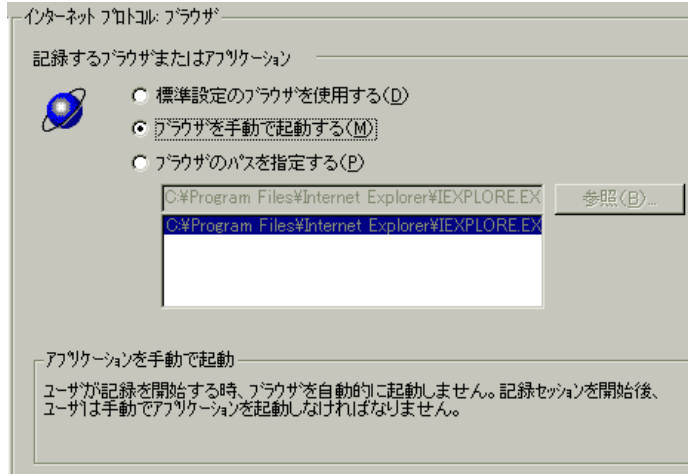 インターネット プロトコル: ブラウザ
記録するブラウザまたはアプリケーション
標準設定のブラウザを使用する(D)
ブラウザを手動で起動する(M)
ブラウザのパスを指定する(P)
C:¥Program Files¥Internet Explorer¥IEXPLORE.EX
参照(B)...
C:¥Program Files¥Internet Explorer¥IEXPLORE.EX
アプリケーションを手動で起動
ユーザが記録を開始する時、ブラウザを自動的に起動しません。記録セッションを開始後、
ユーザは手動でアプリケーションを起動しなければなりません。